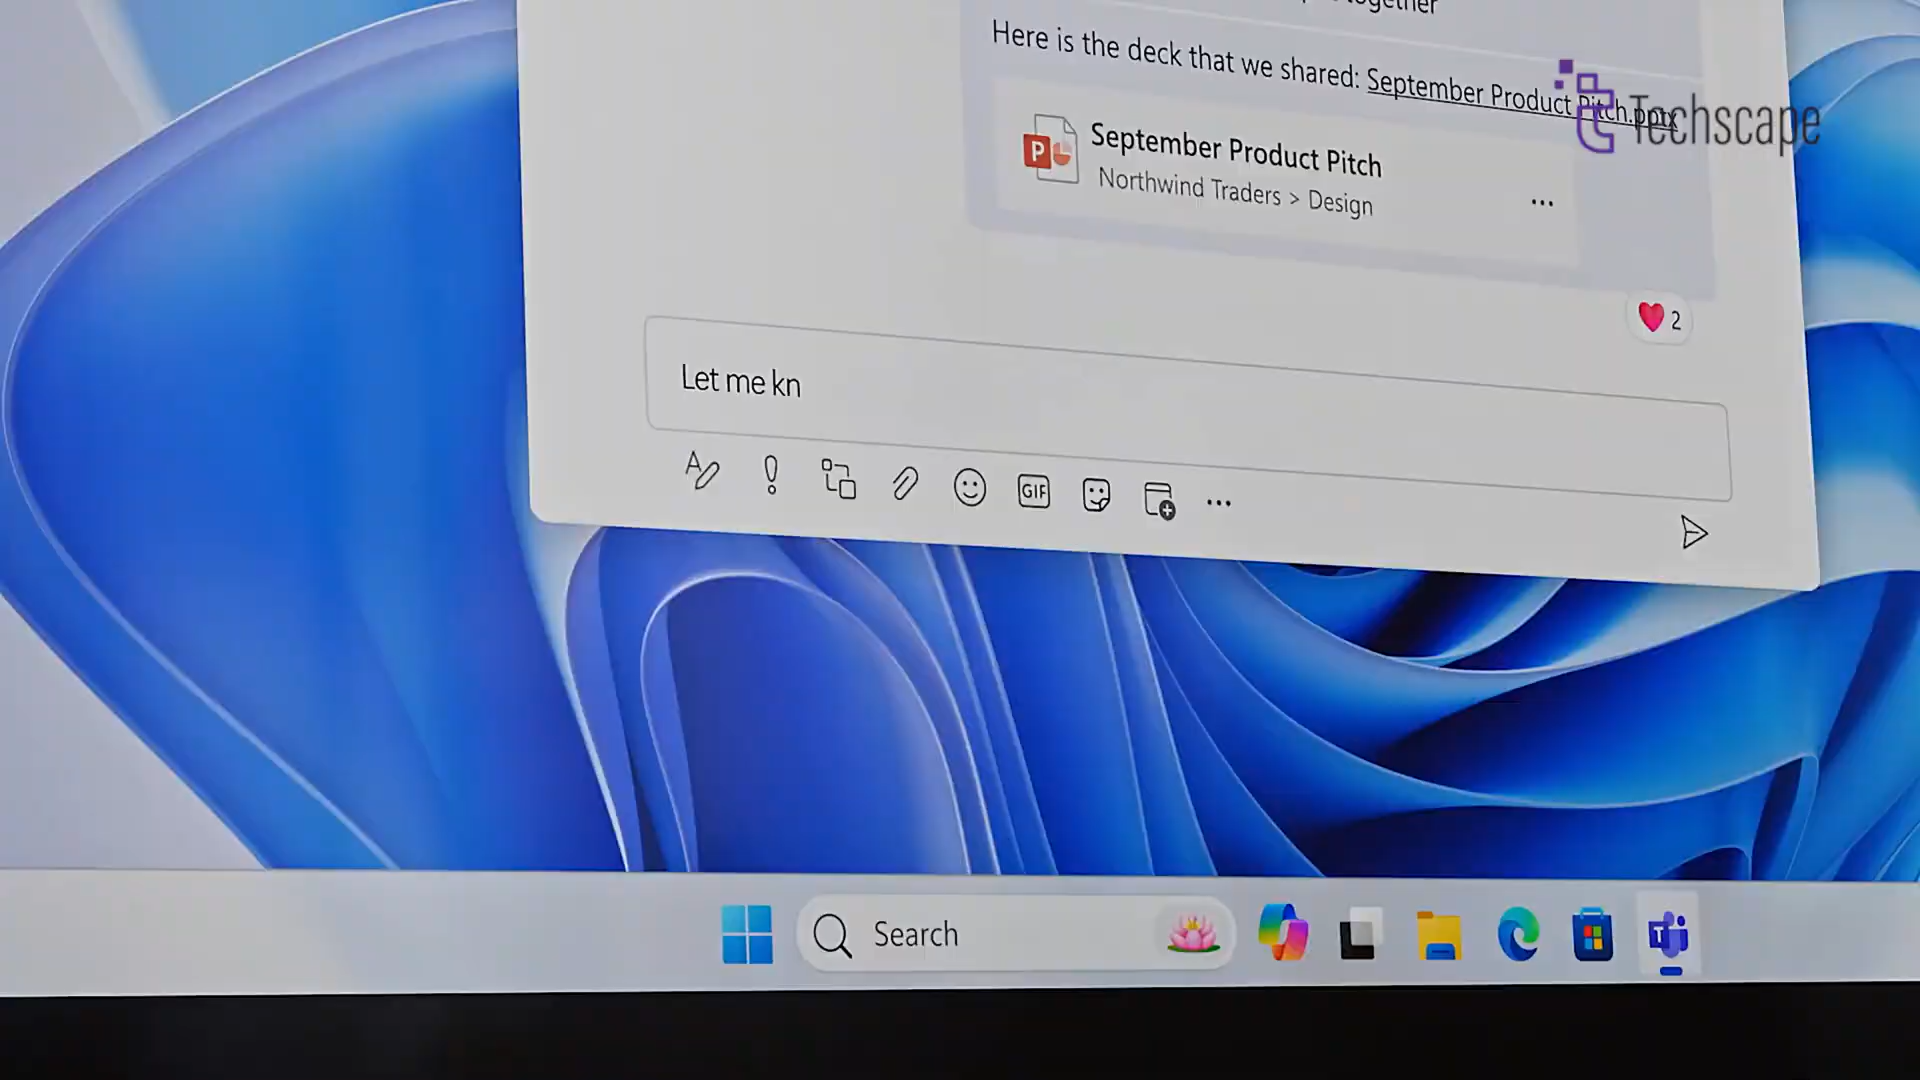 together
Here is the deck that we shared: September Product Pitch.pptx
Techscape
P
September Product Pitch
Northwind Traders > Design
...
2
Let me kn
GIF
...
Search
T